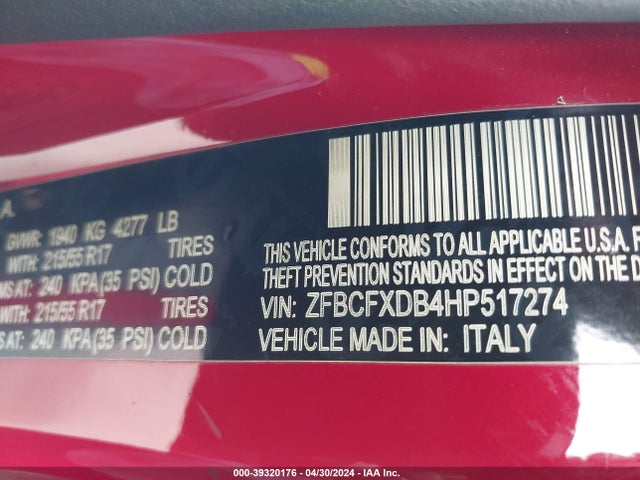 A.
GVWR: 1940 KG 4277 LB
WITH: 215/55 R17 TIRES
AT: 240 KPA(35 PSI) COLD
WITH: 215/55 R17 TIRES
AT: 240 KPA(35 PSI) COLD
THIS VEHICLE CONFORMS TO ALL APPLICABLE U.S.A.
THEFT PREVENTION STANDARDS IN EFFECT ON THE
VIN: ZFBCFXDB4HP517274
VEHICLE MADE IN: ITALY
000-39320176 - 04/30/2024 - IAA Inc.